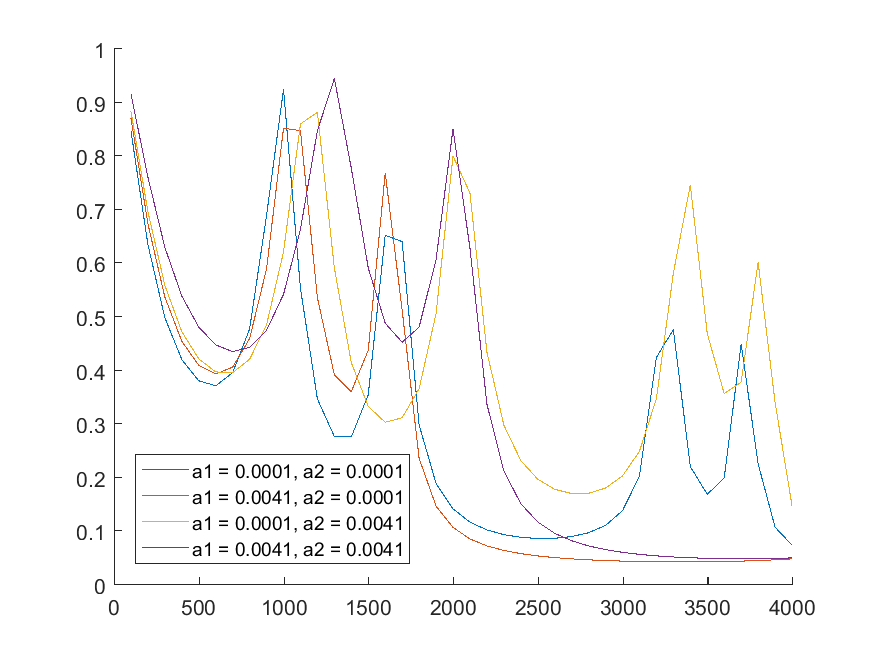 1
0.9
0.8
0.7
0.6
0.5
0.4
0.3
0.2
0.1
0
a1 = 0.0001, a2 = 0.0001
a1 = 0.0041, a2 = 0.0001
a1 = 0.0001, a2 = 0.0041
a1 = 0.0041, a2 = 0.0041
0 500 1000 1500 2000 2500 3000 3500 4000